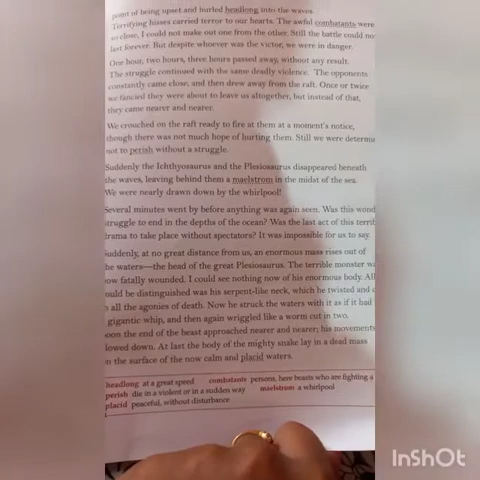 point of being upset and hurled headlong into the waves.
Terrifying hisses carried terror to our hearts. The awful combatants were
so close, I could not make out one from the other. Still the battle could no
last forever. But despite whoever was the victor, we were in danger.
One hour, two hours, three hours passed away, without any result.
The struggle continued with the same deadly violence. The opponents
constantly came close, and then drew away from the raft. Once or twice
we fancied they were about to leave us altogether, but instead of that,
they came nearer and nearer.
We crouched on the raft ready to fire at them at a moment's notice,
though there was not much hope of hurting them. Still we were determi
not to perish without a struggle.
Suddenly the Ichthyosaurus and the Plesiosaurus disappeared beneath
the waves, leaving behind them a maelstrom in the midst of the sea.
We were nearly drawn down by the whirlpool!
Several minutes went by before anything was again seen. Was this wond
struggle to end in the depths of the ocean? Was the last act of this terrib
drama to take place without spectators? It was impossible for us to say.
Suddenly, at no great distance from us, an enormous mass rises out of
he waters—the head of the great Plesiosaurus. The terrible monster wa
ow fatally wounded. I could see nothing now of his enormous body. All
ould be distinguished was his serpent-like neck, which he twisted and c
all the agonies of death. Now he struck the waters with it as if it had
gigantic whip, and then again wriggled like a worm cut in two.
oon the end of the beast approached nearer and nearer; his movements
lowed down. At last the body of the mighty snake lay in a dead mass
n the surface of the now calm and placid waters.
headlong at a great speed combatants persons, here beasts who are fighting a
perish die in a violent or in a sudden way maelstrom a whirlpool
placid peaceful, without disturbance
InShOt